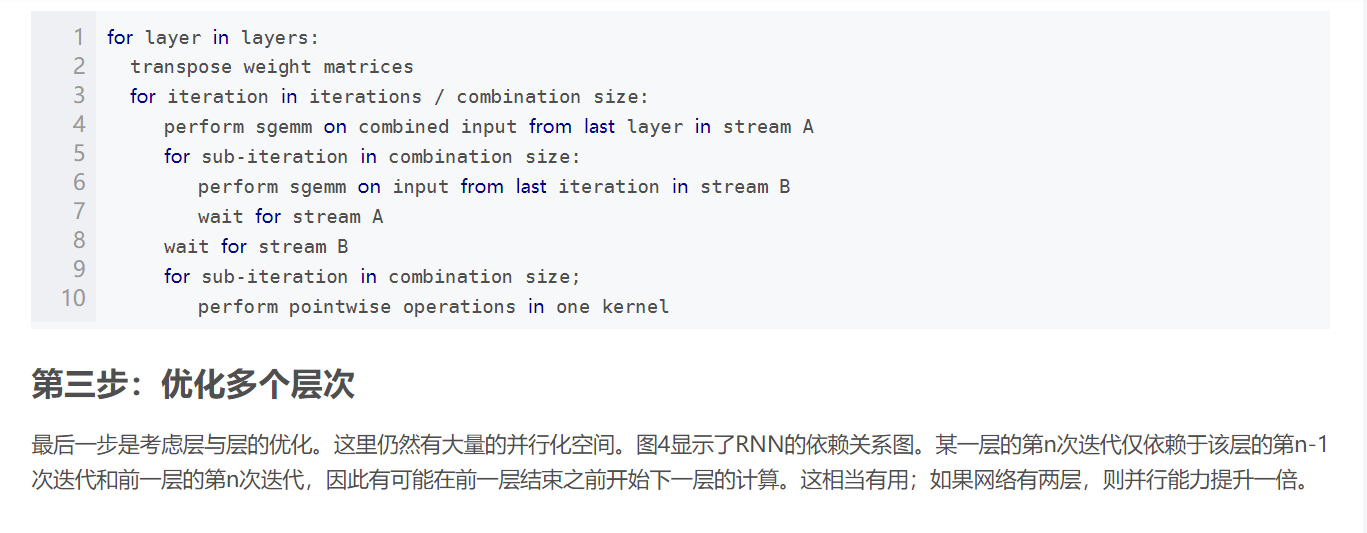 1 for layer in layers:
2   transpose weight matrices
3   for iteration in iterations / combination size:
4      perform sgemm on combined input from last layer in stream A
5      for sub-iteration in combination size:
6         perform sgemm on input from last iteration in stream B
7         wait for stream A
8      wait for stream B
9      for sub-iteration in combination size;
10         perform pointwise operations in one kernel
第三步：优化多个层次
最后一步是考虑层与层的优化。这里仍然有大量的并行化空间。图4显示了RNN的依赖关系图。某一层的第n次迭代仅依赖于该层的第n-1
次迭代和前一层的第n次迭代，因此有可能在前一层结束之前开始下一层的计算。这相当有用；如果网络有两层，则并行能力提升一倍。